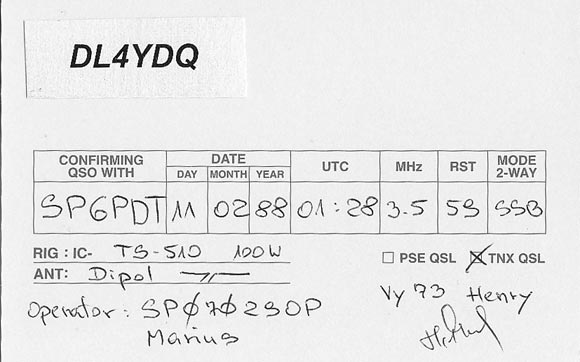 DL4YDQ
CONFIRMING QSO WITH DATE UTC MHz RST MODE 2-WAY
DAY MONTH YEAR
SP6PDT 11 02 88 01:28 3.5 59 SSB
RIG : IC- TS-510 100W
PSE QSL TNX QSL
ANT: Dipol
Operator: SPØ7Ø29OP
Vy 73 Henry
Marius